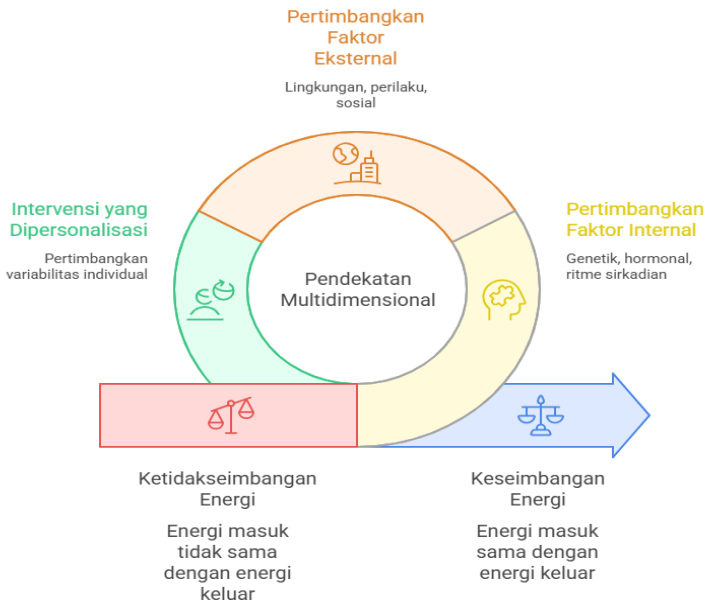 Pertimbangkan
Faktor
Eksternal
Lingkungan, perilaku,
sosial
Intervensi yang
Dipersonalisasi
Pertimbangkan
variabilitas individual
Pertimbangkan
Faktor Internal
Genetik, hormonal,
ritme sirkadian
Pendekatan
Multidimensional
Ketidakseimbangan
Energi
Energi masuk
tidak sama
dengan energi
keluar
Keseimbangan
Energi
Energi masuk
sama dengan
energi keluar